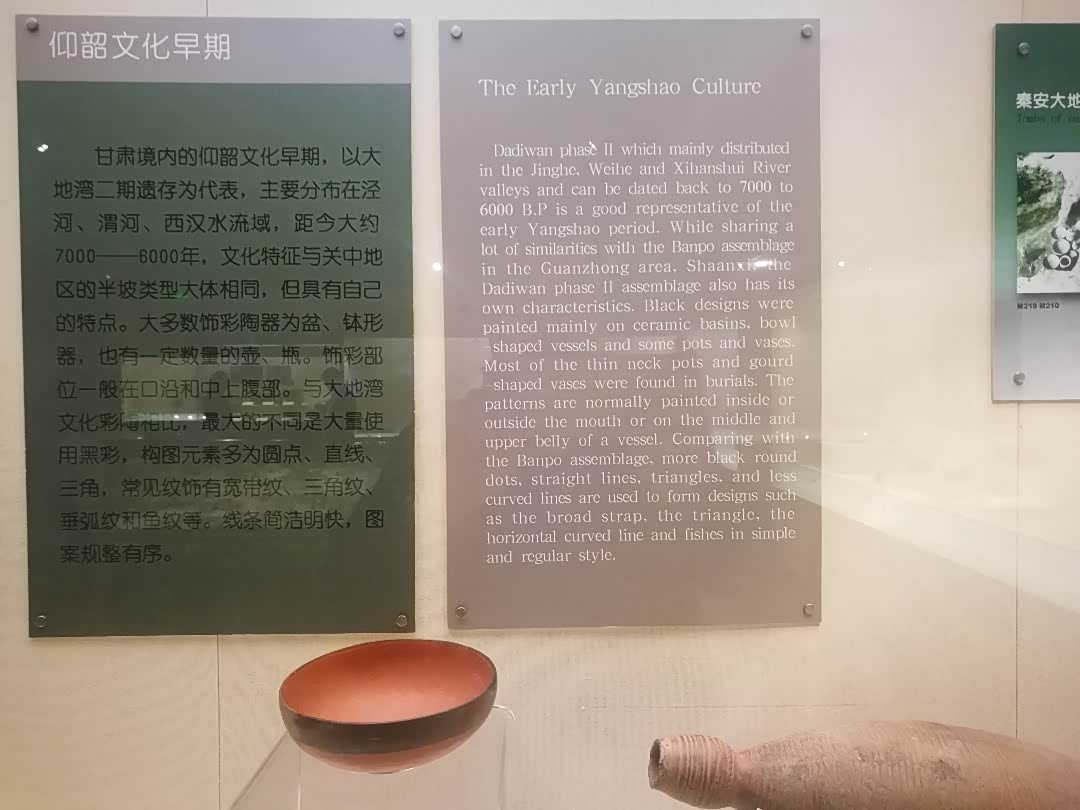 仰韶文化早期
甘肃境内的仰韶文化早期，以大
地湾二期遗存为代表，主要分布在泾
河、渭河、西汉水流域，距今大约
7000——6000年，文化特征与关中地
区的半坡类型大体相同，但具有自己
的特点。大多数饰彩陶器为盆、钵形
器，也有一定数量的壶、瓶。饰彩部
位一般在口沿和中上腹部。与大地湾
文化彩陶相比，最大的不同是大量使
用黑彩，构图元素多为圆点、直线、
三角，常见纹饰有宽带纹、三角纹、
垂弧纹和鱼纹等。线条简洁明快，图
案规整有序。
The Early Yangshao Culture
Dadiwan phase II which mainly distributed
in the Jinghe, Weihe and Xihanshui River
valleys and can be dated back to 7000 to
6000 B.P is a good representative of the
early Yangshao period. While sharing a
lot of similarities with the Banpo assemblage
in the Guanzhong area, Shaanxi, the
Dadiwan phase II assemblage also has its
own characteristics. Black designs were
painted mainly on ceramic basins, bowl
-shaped vessels and some pots and vases.
Most of the thin neck pots and gourd
-shaped vases were found in burials. The
patterns are normally painted inside or
outside the mouth or on the middle and
upper belly of a vessel. Comparing with
the Banpo assemblage, more black round
dots, straight lines, triangles, and less
curved lines are used to form designs such
as the broad strap, the triangle, the
horizontal curved line and fishes in simple
and regular style.
秦安大地
Tombs of
M219 M210